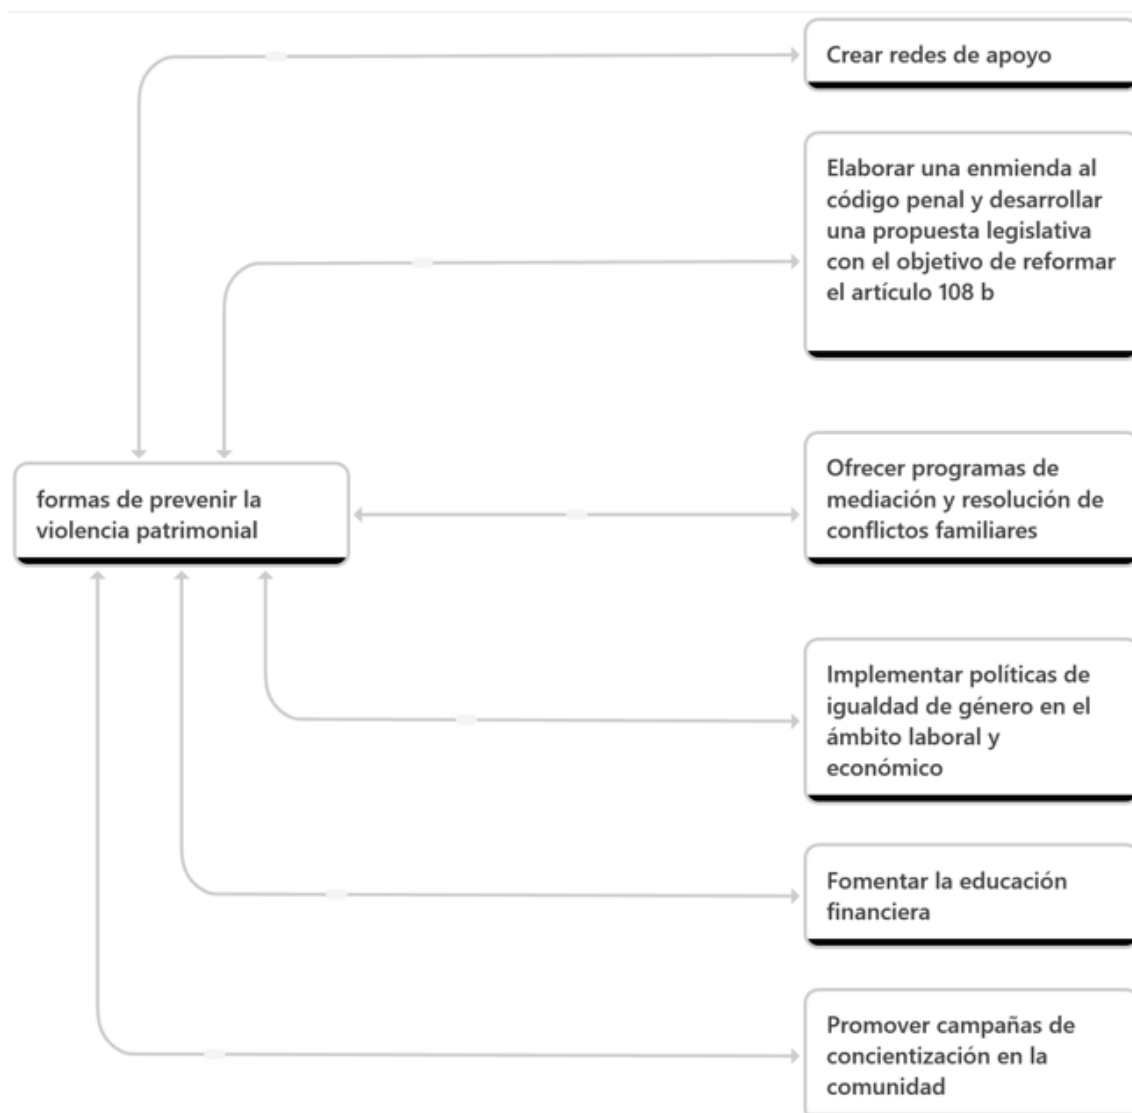 Crear redes de apoyo
Elaborar una enmienda al
código penal y desarrollar
una propuesta legislativa
con el objetivo de reformar
el artículo 108 b
formas de prevenir la
violencia patrimonial
Ofrecer programas de
mediación y resolución de
conflictos familiares
Implementar políticas de
igualdad de género en el
ámbito laboral y
económico
Fomentar la educación
financiera
Promover campañas de
concientización en la
comunidad